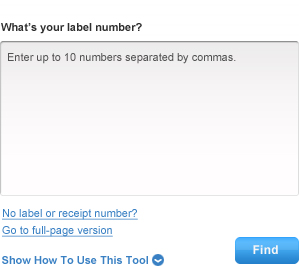 What's your label number?
Enter up to 10 numbers separated by commas.
No label or receipt number?
Go to full-page version
Find
Show How To Use This Tool